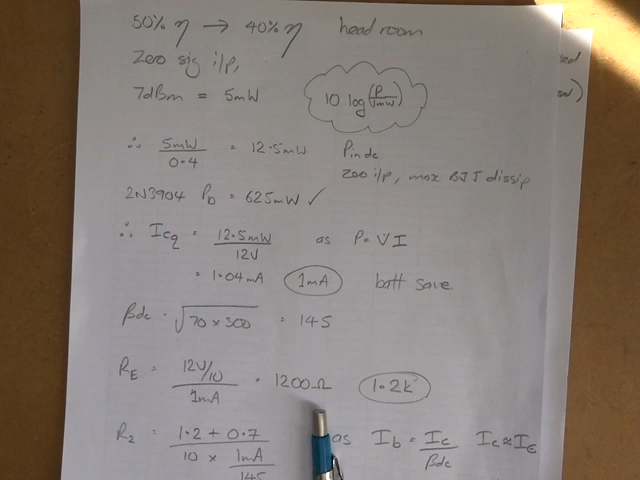 50% η → 40% η head room
Zero sig i/p,
7dBm = 5mW 10 log(P/1mW)
∴ 5mW/0.4 = 12.5mW Pindc
Zero i/p, max BJT dissip
2N3904 PD = 625mW ✓
∴ Icq = 12.5mW/12V as P = VI
= 1.04mA 1mA batt save
βdc = √70 x 300 = 145
RE = 12V/10/1mA = 1200Ω 1.2k
R2 = 1.2 + 0.7/10 x 1mA/145 as Ib = Ic/βdc Ic ≈ IE